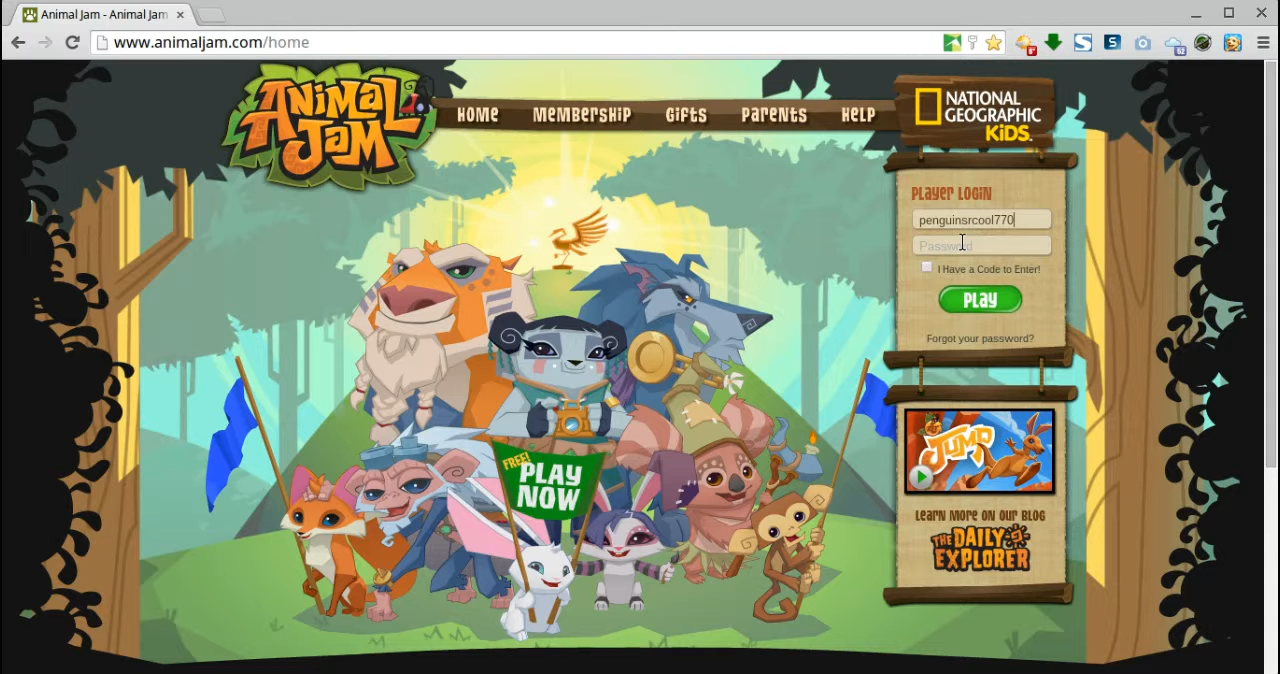 Animal Jam - Animal Jam
www.animaljam.com/home
8
S
S
52
ANIMAL
JAM
HOME
MEMBERSHIP
GIFTS
PARENTS
HELP
NATIONAL
GEOGRAPHIC
KiDS.
PLAYER LOGIN
penguinsrcool770
Password
I Have a Code to Enter!
PLAY
Forgot your password?
FREE!
PLAY
NOW
JUMP
LEARN MORE ON OUR BLOG
THE DAILY
EXPLORER